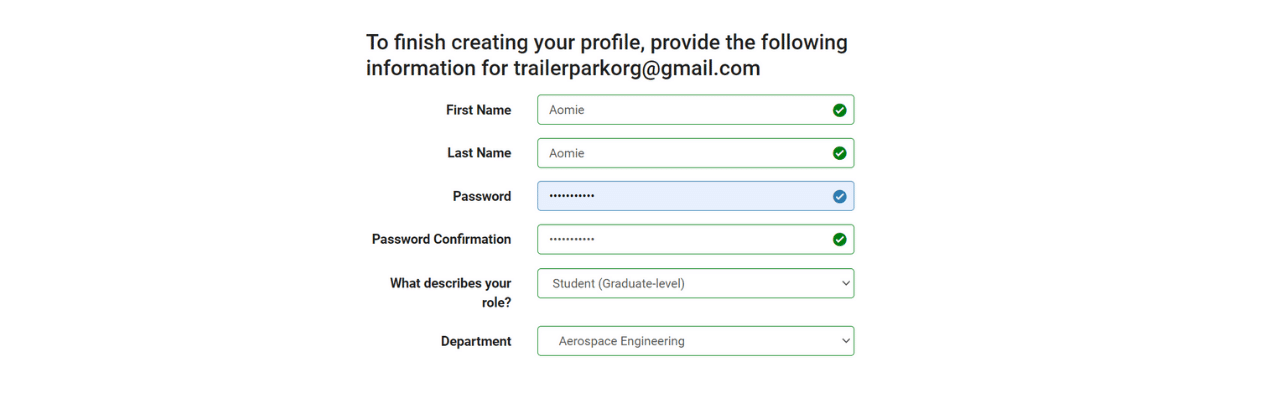 To finish creating your profile, provide the following
information for trailerparkorg@gmail.com
First Name
Aomie
Last Name
Aomie
Password
•••••••••••
Password Confirmation
•••••••••••
What describes your
role?
Student (Graduate-level)
Department
Aerospace Engineering